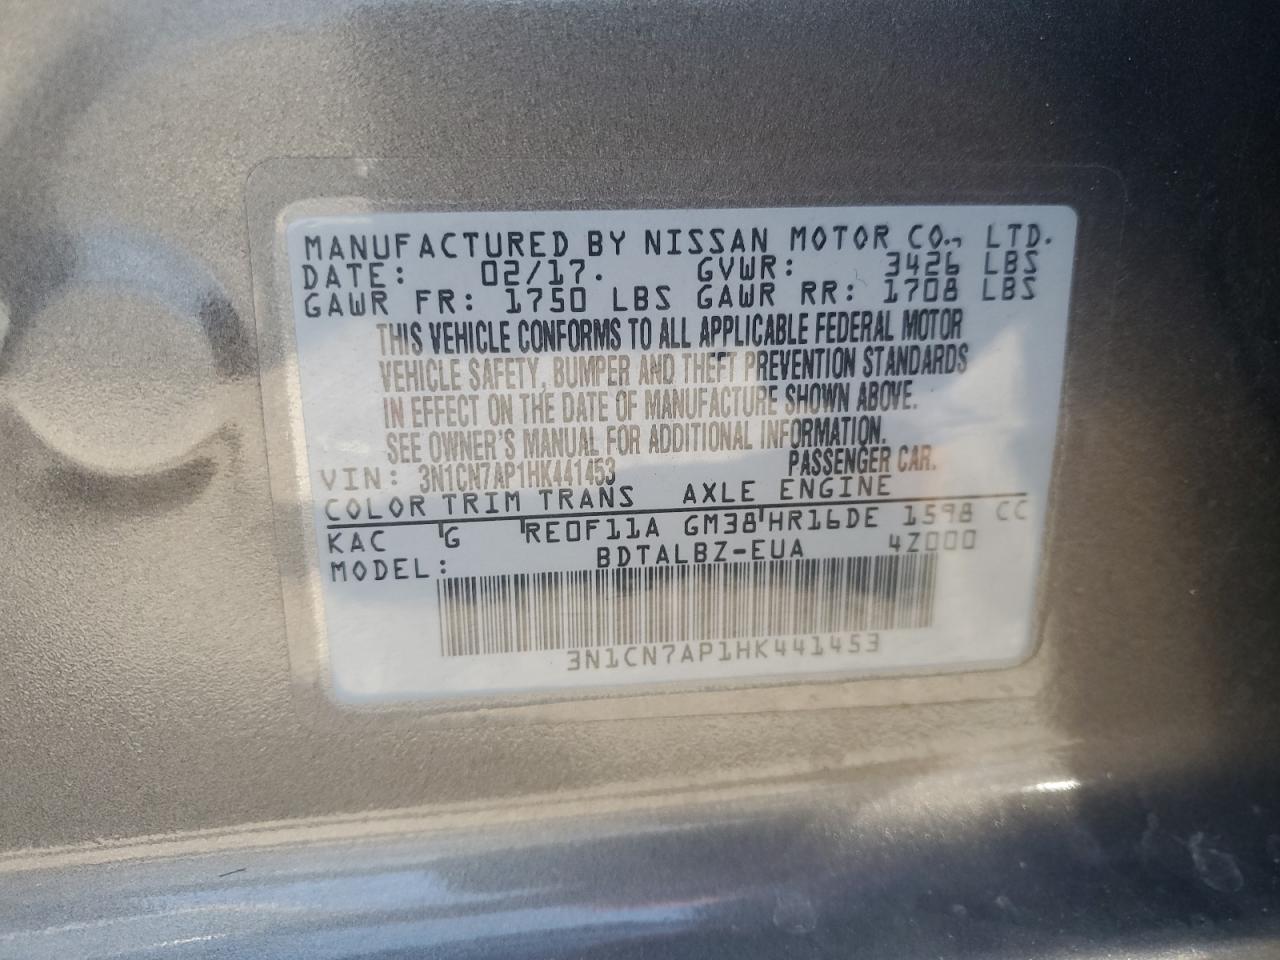 MANUFACTURED BY NISSAN MOTOR CO., LTD.
DATE: 02/17. GVWR: 3426 LBS
GAWR FR: 1750 LBS GAWR RR: 1708 LBS
THIS VEHICLE CONFORMS TO ALL APPLICABLE FEDERAL MOTOR
VEHICLE SAFETY, BUMPER AND THEFT PREVENTION STANDARDS
IN EFFECT ON THE DATE OF MANUFACTURE SHOWN ABOVE.
SEE OWNER'S MANUAL FOR ADDITIONAL INFORMATION.
VIN: 3N1CN7AP1HK441453 PASSENGER CAR.
COLOR TRIM TRANS AXLE ENGINE
KAC G RE0F11A GM38 HR16DE 1598 CC
MODEL: BDTALBZ-EUA 4Z000
3N1CN7AP1HK441453